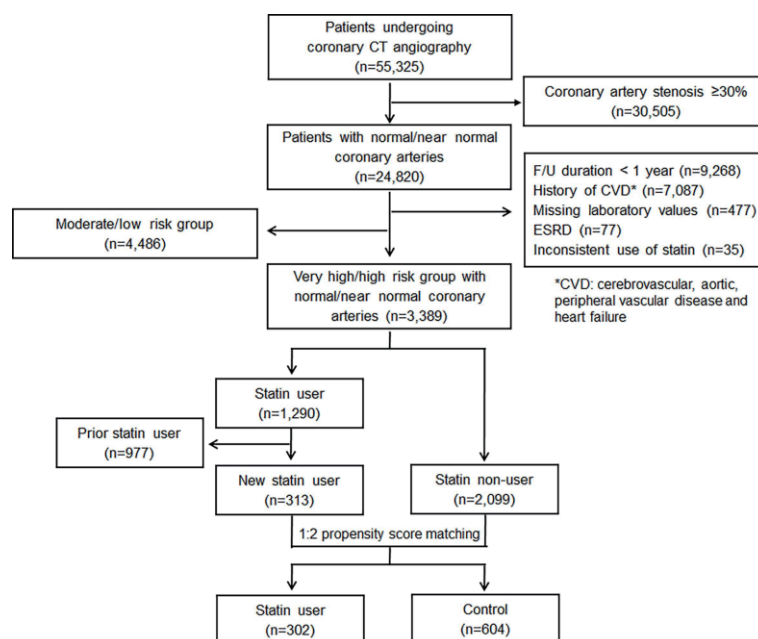 Patients undergoing
coronary CT angiography
(n=55,325)
Coronary artery stenosis ≥30%
(n=30,505)
Patients with normal/near normal
coronary arteries
(n=24,820)
F/U duration < 1 year (n=9,268)
History of CVD* (n=7,087)
Missing laboratory values (n=477)
ESRD (n=77)
Inconsistent use of statin (n=35)
Moderate/low risk group
(n=4,486)
Very high/high risk group with
normal/near normal coronary
arteries (n=3,389)
*CVD: cerebrovascular, aortic,
peripheral vascular disease and
heart failure
Statin user
(n=1,290)
Prior statin user
(n=977)
New statin user
(n=313)
Statin non-user
(n=2,099)
1:2 propensity score matching
Statin user
(n=302)
Control
(n=604)